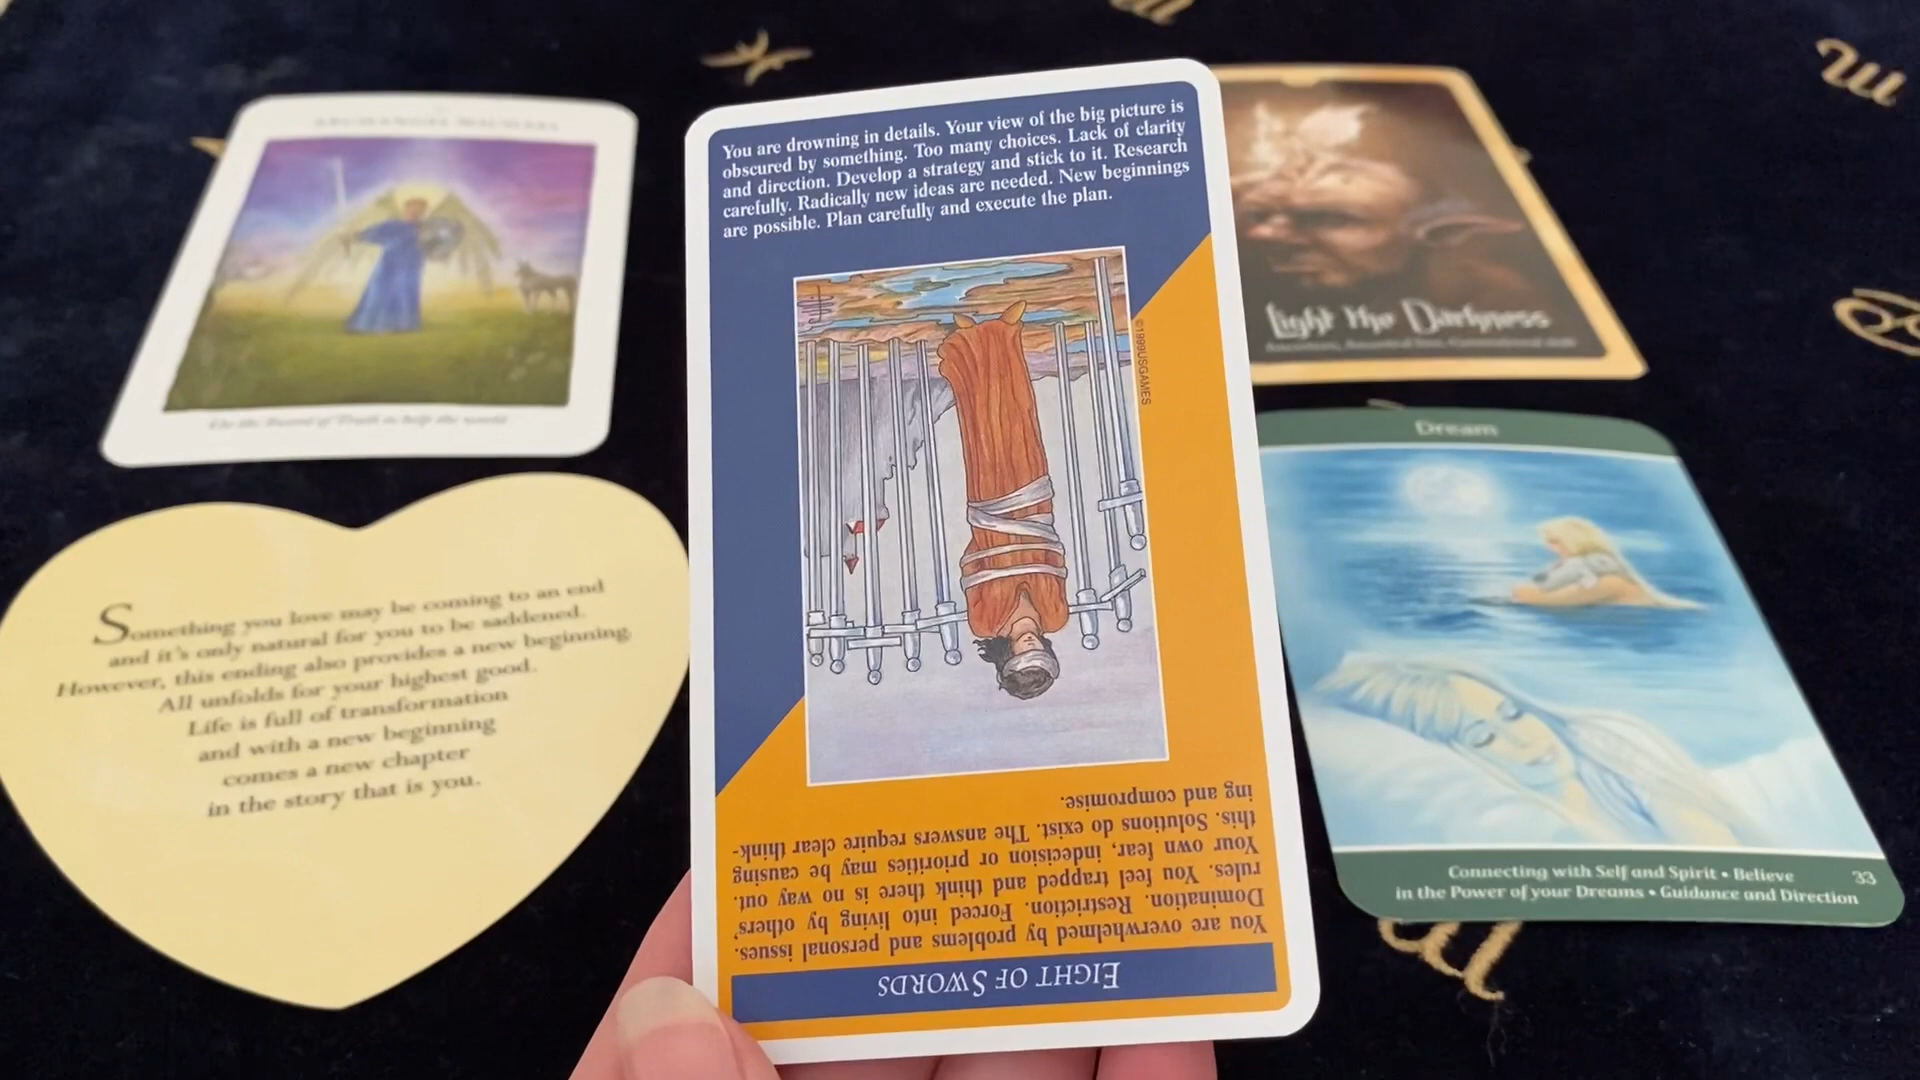 ARCHANGEL MICHAEL
You are drowning in details. Your view of the big picture is
obscured by something. Too many choices. Lack of clarity
and direction. Develop a strategy and stick to it. Research
carefully. Radically new ideas are needed. New beginnings
are possible. Plan carefully and execute the plan.
©1999USGAMES
You are overwhelmed by problems and personal issues.
Domination. Restriction. Forced into living by others'
rules. You feel trapped and think there is no way out.
Your own fear, indecision or priorities may be causing
this. Solutions do exist. The answers require clear think-
ing and compromise.
EIGHT OF SWORDS
Light the Darkness
Something you love may be coming to an end
and it's only natural for you to be saddened.
However, this ending also provides a new beginning.
All unfolds for your highest good.
Life is full of transformation
and with a new beginning
comes a new chapter
in the story that is you.
Dream
Connecting with Self and Spirit • Believe
in the Power of your Dreams • Guidance and Direction
33